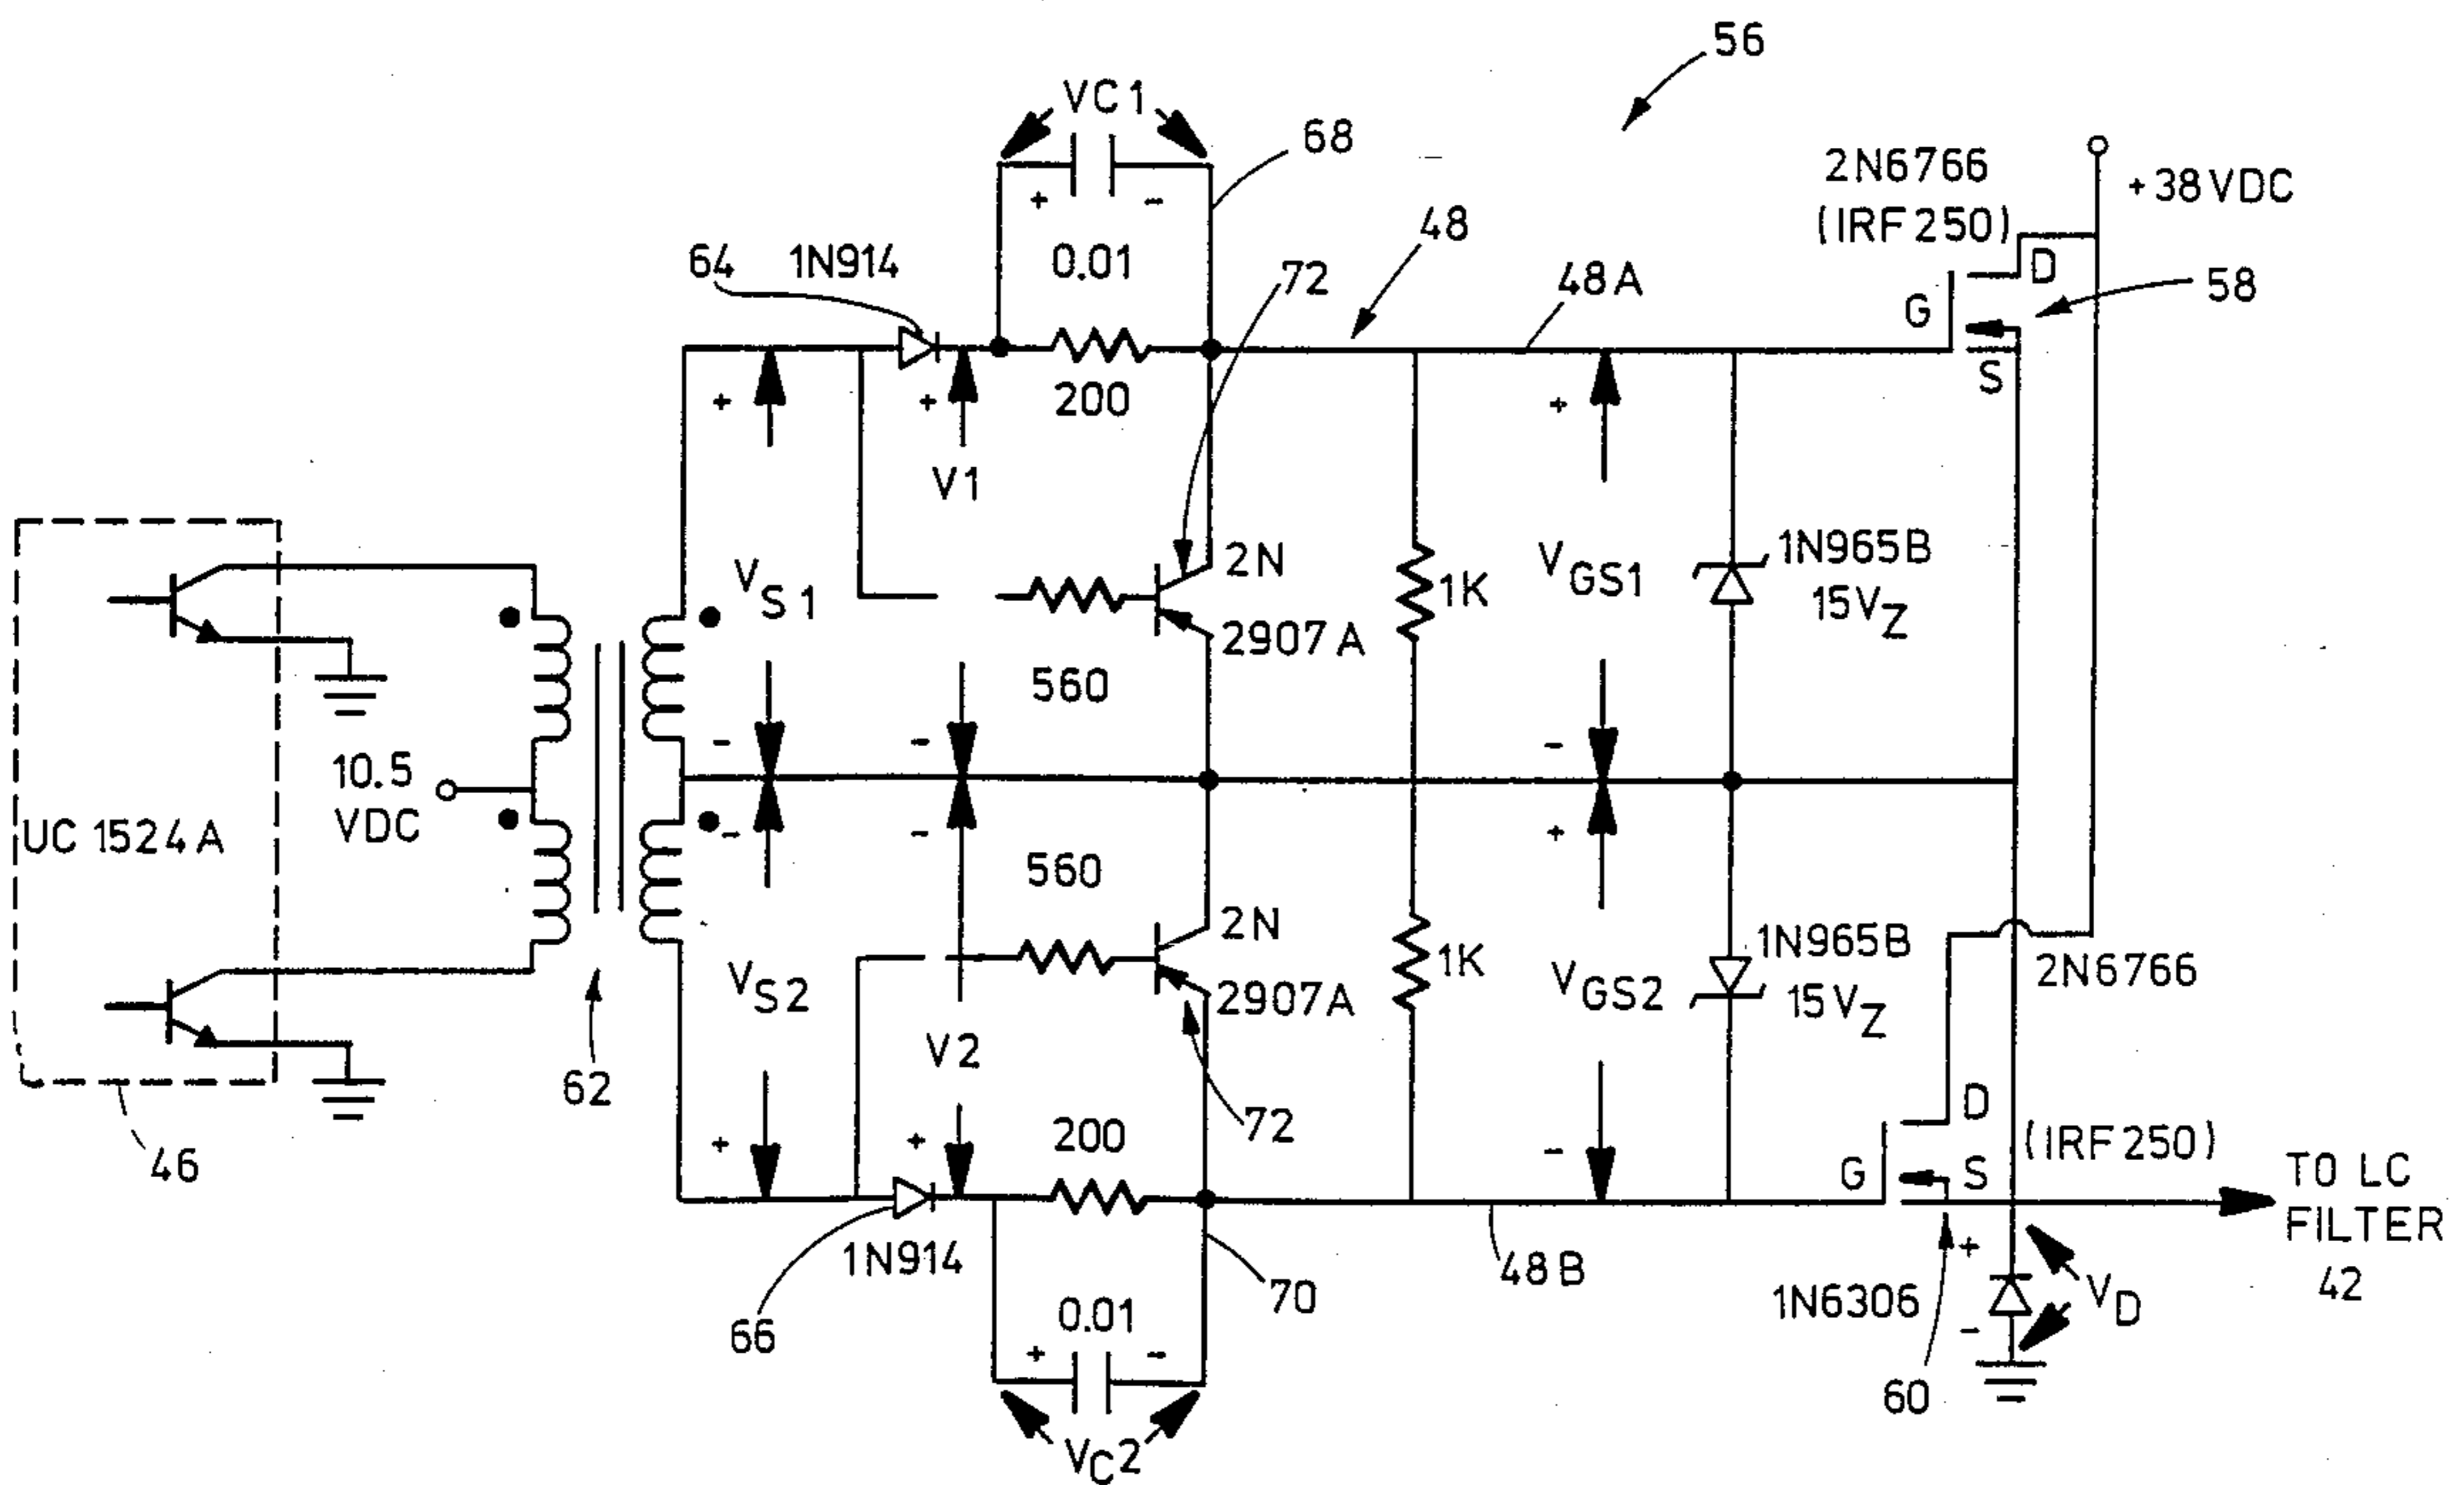 56
VC1
68
2N6766
(IRF250)
+38VDC
+ -
64 1N914
0.01
72
48
48A
D
G
58
S
+ + 200 +
V1
VS1
2N
2907A
560
1K
VGS1
1N965B
15VZ
- - -
10.5
VDC
UC 1524A
- - +
560
2N
2907A
1K
VS2
VGS2
1N965B
15VZ
2N6766
V2
62
72
46
+ + 200 -
D
(IRF250)
G S
TO LC
FILTER
42
66
1N914
48B
70
0.01
+ -
VC2
+
1N6306
-
VD
60